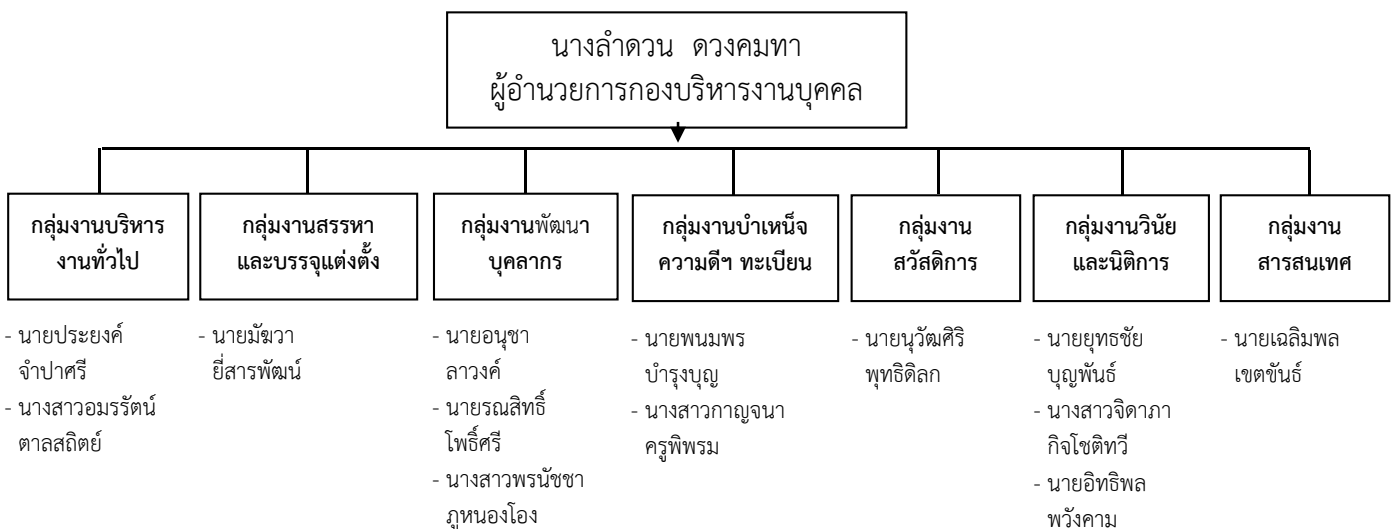 นางลำดวน ดวงคมทา
ผู้อำนวยการกองบริหารงานบุคคล
กลุ่มงานบริหาร
งานทั่วไป
- นายประยงค์
จำปาศรี
- นางสาวอมรรัตน์
ตาลสถิตย์
กลุ่มงานสรรหา
และบรรจุแต่งตั้ง
- นายมัฆวา
ยี่สารพัฒน์
กลุ่มงานพัฒนา
บุคลากร
- นายอนุชา
ลาวงค์
- นายรณสิทธิ์
โพธิ์ศรี
- นางสาวพรนัชชา
ภูหนองโอง
กลุ่มงานบำเหน็จ
ความดีฯ ทะเบียน
- นายพนมพร
บำรุงบุญ
- นางสาวกาญจนา
ครูพิพรม
กลุ่มงาน
สวัสดิการ
- นายนุวัฒศิริ
พุทธิดิลก
กลุ่มงานวินัย
และนิติการ
- นายยุทธชัย
บุญพันธ์
- นางสาวจิดาภา
กิจโชติทวี
- นายอิทธิพล
พวังคาม
กลุ่มงาน
สารสนเทศ
- นายเฉลิมพล
เขตขันธ์